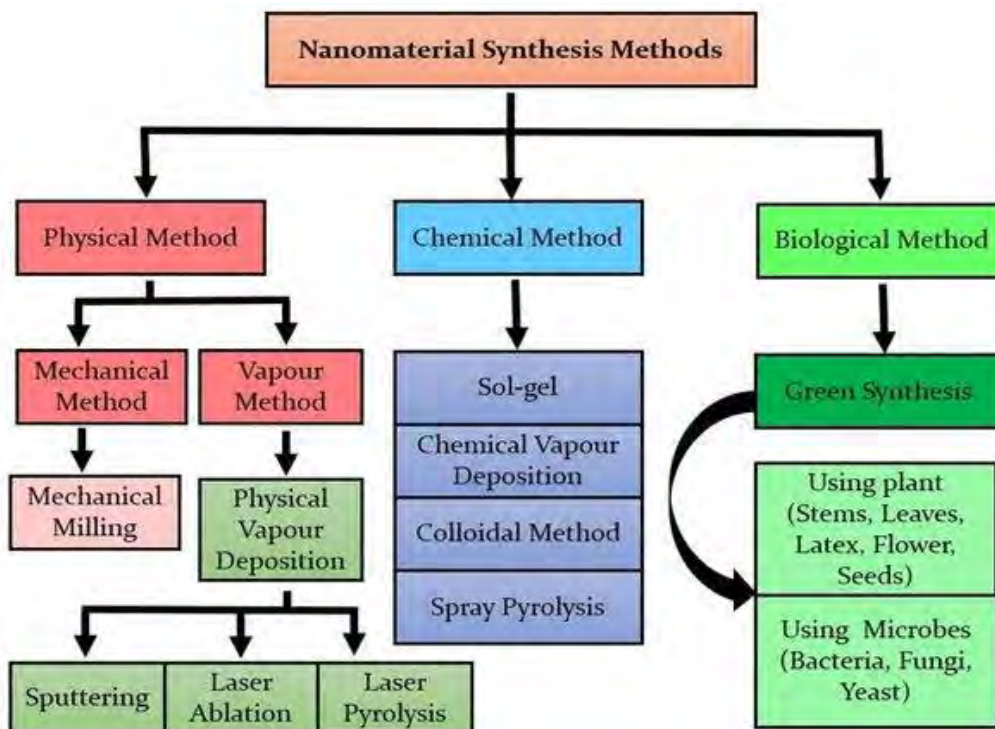 Nanomaterial Synthesis Methods
Physical Method
Chemical Method
Biological Method
Mechanical
Method
Vapour
Method
Sol-gel
Chemical Vapour
Deposition
Colloidal Method
Spray Pyrolysis
Green Synthesis
Mechanical
Milling
Physical
Vapour
Deposition
Using plant
(Stems, Leaves,
Latex, Flower,
Seeds)
Using Microbes
(Bacteria, Fungi,
Yeast)
Sputtering
Laser
Ablation
Laser
Pyrolysis